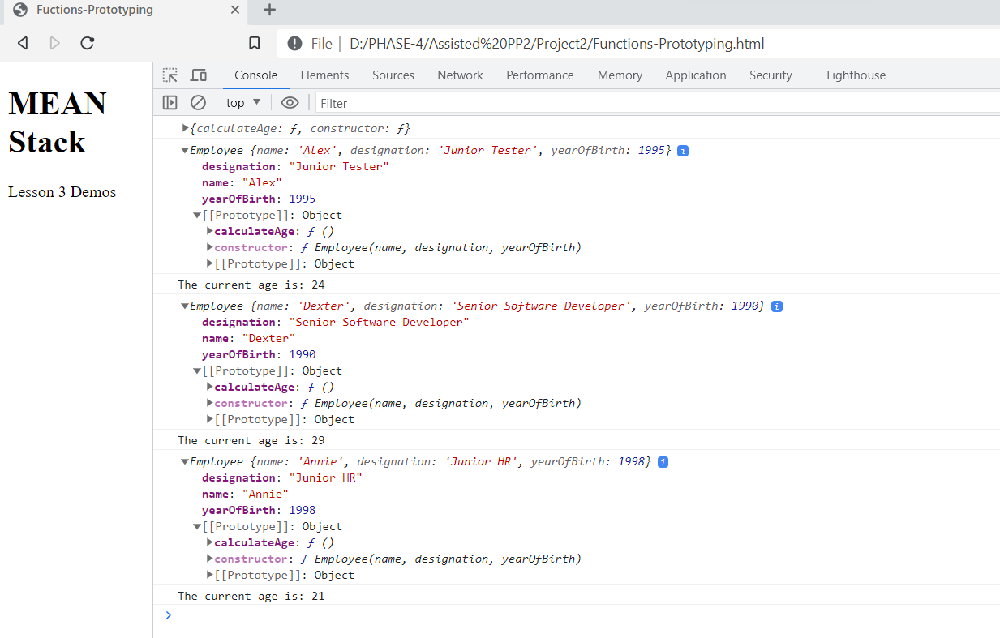 Fuctions-Prototyping
File | D:/PHASE-4/Assisted%20PP2/Project2/Functions-Prototyping.html
MEAN
Stack
Lesson 3 Demos
Console Elements Sources Network Performance Memory Application Security Lighthouse
top Filter
{calculateAge: ƒ, constructor: ƒ}
Employee {name: 'Alex', designation: 'Junior Tester', yearOfBirth: 1995} i
designation: "Junior Tester"
name: "Alex"
yearOfBirth: 1995
[[Prototype]]: Object
calculateAge: ƒ ()
constructor: ƒ Employee(name, designation, yearOfBirth)
[[Prototype]]: Object
The current age is: 24
Employee {name: 'Dexter', designation: 'Senior Software Developer', yearOfBirth: 1990} i
designation: "Senior Software Developer"
name: "Dexter"
yearOfBirth: 1990
[[Prototype]]: Object
calculateAge: ƒ ()
constructor: ƒ Employee(name, designation, yearOfBirth)
[[Prototype]]: Object
The current age is: 29
Employee {name: 'Annie', designation: 'Junior HR', yearOfBirth: 1998} i
designation: "Junior HR"
name: "Annie"
yearOfBirth: 1998
[[Prototype]]: Object
calculateAge: ƒ ()
constructor: ƒ Employee(name, designation, yearOfBirth)
[[Prototype]]: Object
The current age is: 21